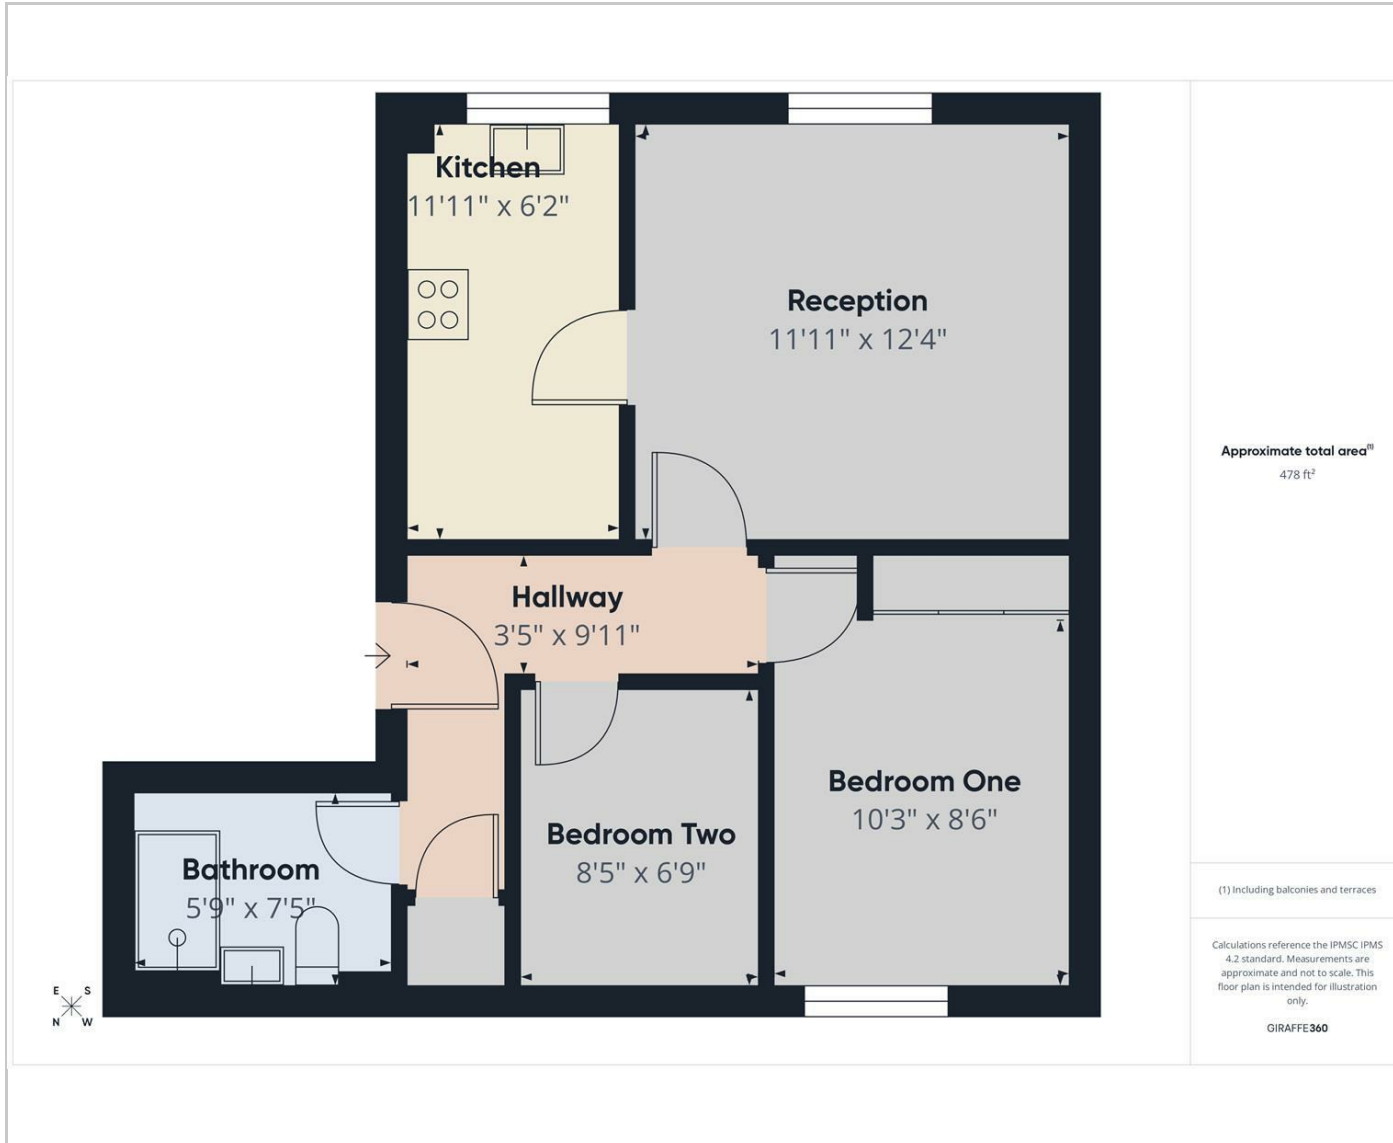 Kitchen
11'11" x 6'2"
Reception
11'11" x 12'4"
Hallway
3'5" x 9'11"
Bedroom One
10'3" x 8'6"
Bedroom Two
8'5" x 6'9"
Bathroom
5'9" x 7'5"
E S
N W
Approximate total area(1)
478 ft²
(1) Including balconies and terraces
Calculations reference the IPMSC IPMS
4.2 standard. Measurements are
approximate and not to scale. This
floor plan is intended for illustration
only.
GIRAFFE360